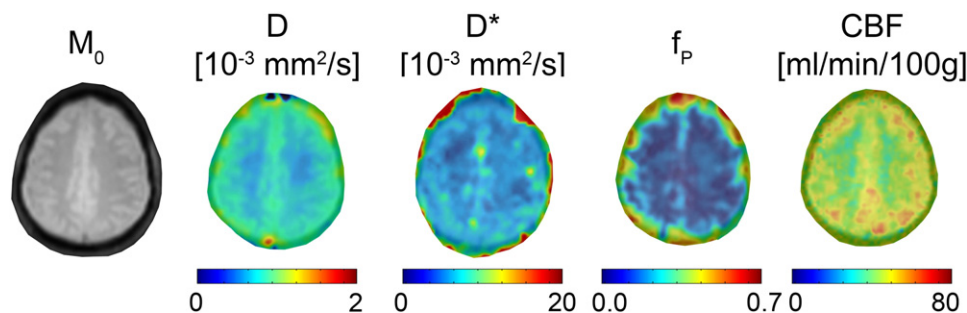 M₀
D
[10⁻³ mm²/s]
D*
[10⁻³ mm²/s]
fₚ
CBF
[ml/min/100g]
0 2
0 20
0.0 0.7
0 80